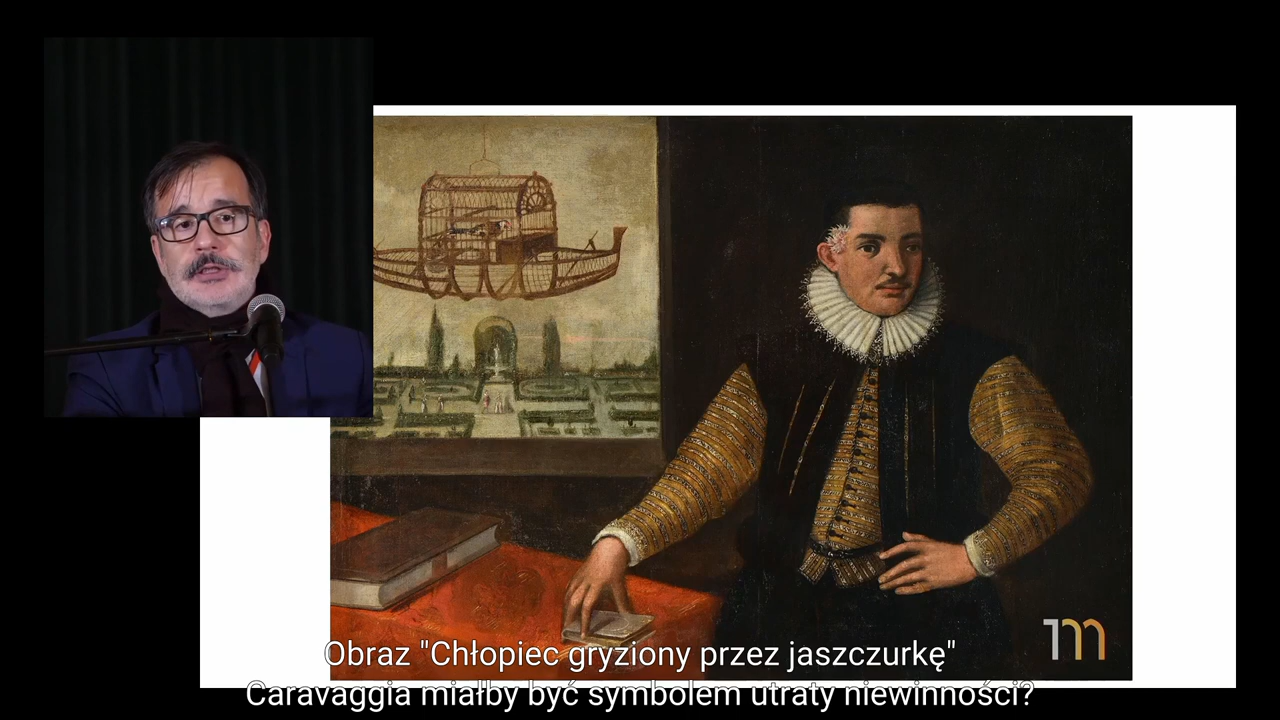 m
Obraz "Chłopiec gryziony przez jaszczurkę"
Caravaggia miałby być symbolem utraty niewinności?